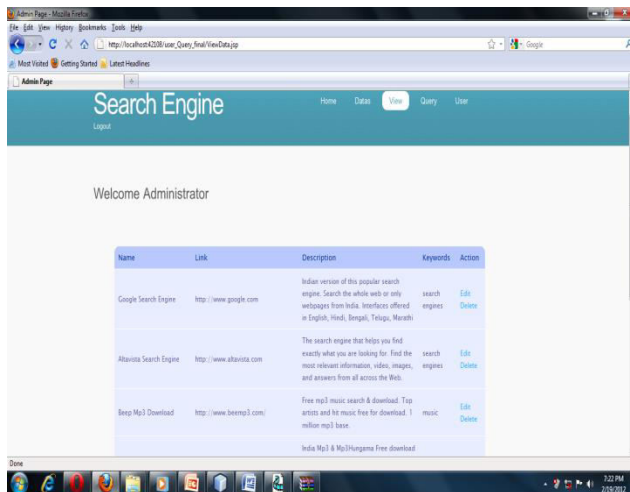 Admin Page - Mozilla Firefox
File Edit View History Bookmarks Tools Help
http://localhost:42108/user_Query_final/ViewData.jsp
Google
Most Visited Getting Started Latest Headlines
Admin Page
Search Engine
Home Datas View Query User
Logout
Welcome Administrator
Name Link Description Keywords Action
Google Search Engine http://www.google.com
Indian version of this popular search
engine. Search the whole web or only
webpages from India. Interfaces offered
in English, Hindi, Bengali, Telugu, Marathi
search
engines
Edit
Delete
Altavista Search Engine http://www.altavista.com
The search engine that helps you find
exactly what you are looking for. Find the
most relevant information, video, images,
and answers from all across the Web.
search
engines
Edit
Delete
Beep Mp3 Download http://www.beemp3.com/
Free mp3 music search & download. Top
artists and hit music free for download. 1
million mp3 base.
music
Edit
Delete
India Mp3 & Mp3Hungama Free download
Done
7:22 PM
2/19/2012